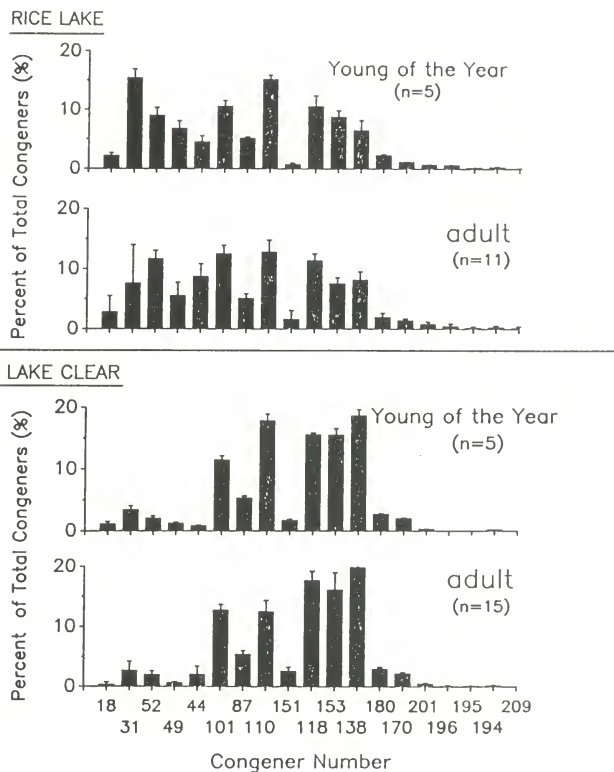 RICE LAKE
Percent of Total Congeners (%)
20
10
0
Young of the Year
(n=5)
20
10
0
adult
(n=11)
LAKE CLEAR
Percent of Total Congeners (%)
20
10
0
Young of the Year
(n=5)
20
10
0
adult
(n=15)
18 52 44 87 151 153 180 201 195 209
31 49 101 110 118 138 170 196 194
Congener Number